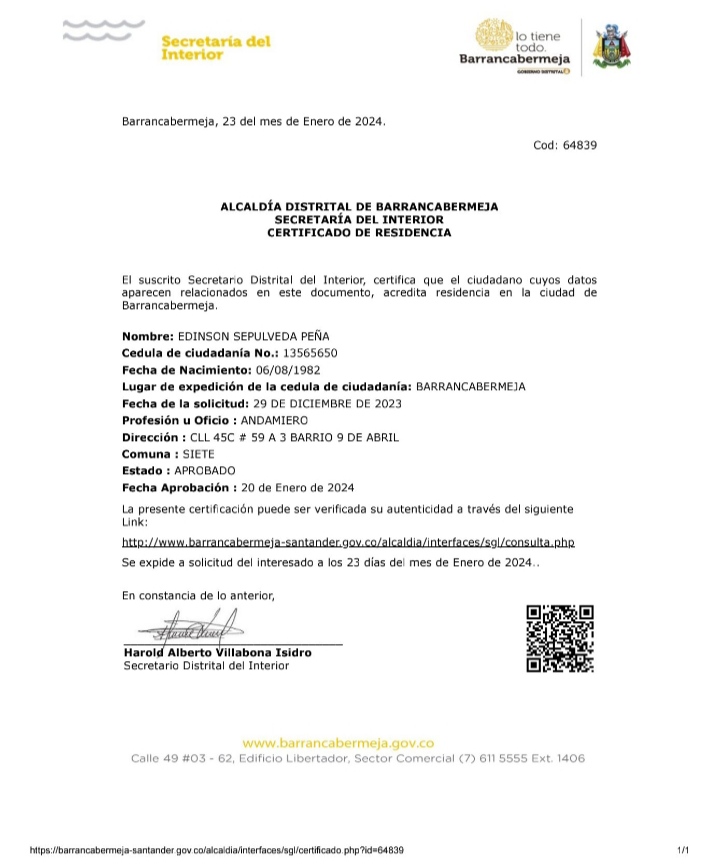 Secretaría del
Interior
lo tiene
todo.
Barrancabermeja
GOBIERNO DISTRITAL
Barrancabermeja, 23 del mes de Enero de 2024.
Cod: 64839
ALCALDÍA DISTRITAL DE BARRANCABERMEJA
SECRETARÍA DEL INTERIOR
CERTIFICADO DE RESIDENCIA
El suscrito Secretario Distrital del Interior, certifica que el ciudadano cuyos datos
aparecen relacionados en este documento, acredita residencia en la ciudad de
Barrancabermeja.
Nombre: EDINSON SEPULVEDA PEÑA
Cedula de ciudadanía No.: 13565650
Fecha de Nacimiento: 06/08/1982
Lugar de expedición de la cedula de ciudadanía: BARRANCABERMEJA
Fecha de la solicitud: 29 DE DICIEMBRE DE 2023
Profesión u Oficio : ANDAMIERO
Dirección : CLL 45C # 59 A 3 BARRIO 9 DE ABRIL
Comuna : SIETE
Estado : APROBADO
Fecha Aprobación : 20 de Enero de 2024
La presente certificación puede ser verificada su autenticidad a través del siguiente
Link:
http://www.barrancabermeja-santander.gov.co/alcaldia/interfaces/sgl/consulta.php
Se expide a solicitud del interesado a los 23 días del mes de Enero de 2024..
En constancia de lo anterior,
Harold Alberto Villabona Isidro
Secretario Distrital del Interior
www.barrancabermeja.gov.co
Calle 49 #03 - 62, Edificio Libertador, Sector Comercial (7) 611 5555 Ext. 1406
https://barrancabermeja-santander.gov.co/alcaldia/interfaces/sgl/certificado.php?id=64839
1/1